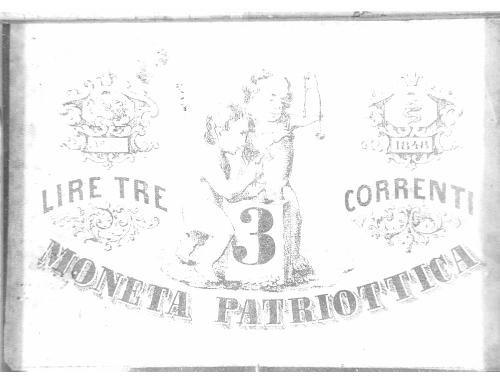 1848
LIRE TRE
CORRENTI
3
MONETA PATRIOTTICA